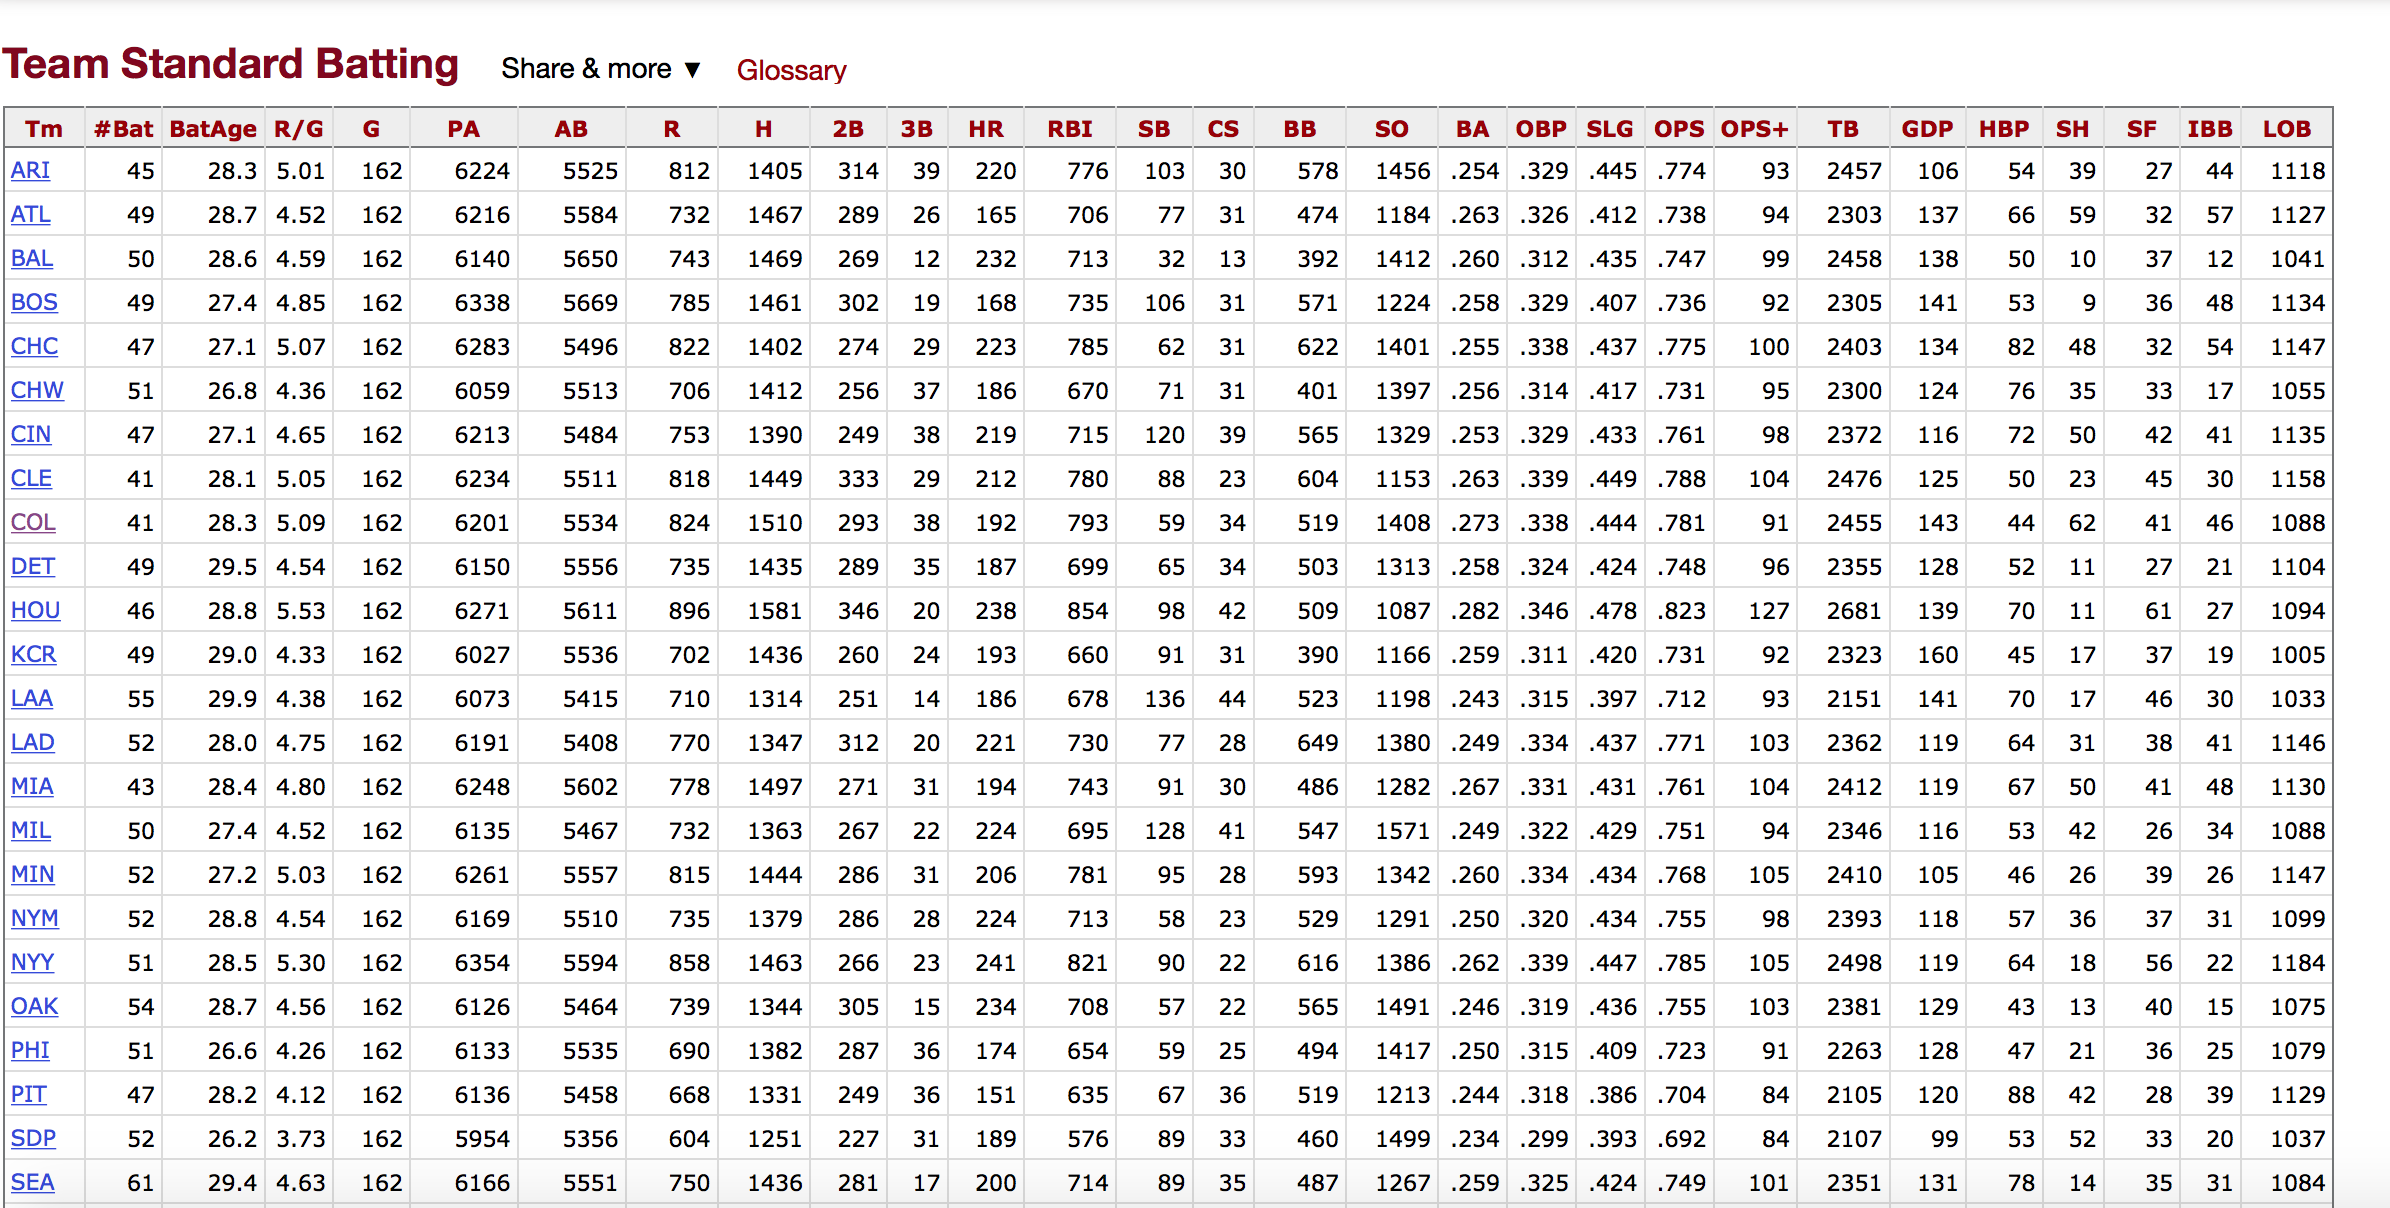 Team Standard Batting Share & more ▼ Glossary
Tm #Bat BatAge R/G G PA AB R H 2B 3B HR RBI SB CS BB SO BA OBP SLG OPS OPS+ TB GDP HBP SH SF IBB LOB
ARI 45 28.3 5.01 162 6224 5525 812 1405 314 39 220 776 103 30 578 1456 .254 .329 .445 .774 93 2457 106 54 39 27 44 1118
ATL 49 28.7 4.52 162 6216 5584 732 1467 289 26 165 706 77 31 474 1184 .263 .326 .412 .738 94 2303 137 66 59 32 57 1127
BAL 50 28.6 4.59 162 6140 5650 743 1469 269 12 232 713 32 13 392 1412 .260 .312 .435 .747 99 2458 138 50 10 37 12 1041
BOS 49 27.4 4.85 162 6338 5669 785 1461 302 19 168 735 106 31 571 1224 .258 .329 .407 .736 92 2305 141 53 9 36 48 1134
CHC 47 27.1 5.07 162 6283 5496 822 1402 274 29 223 785 62 31 622 1401 .255 .338 .437 .775 100 2403 134 82 48 32 54 1147
CHW 51 26.8 4.36 162 6059 5513 706 1412 256 37 186 670 71 31 401 1397 .256 .314 .417 .731 95 2300 124 76 35 33 17 1055
CIN 47 27.1 4.65 162 6213 5484 753 1390 249 38 219 715 120 39 565 1329 .253 .329 .433 .761 98 2372 116 72 50 42 41 1135
CLE 41 28.1 5.05 162 6234 5511 818 1449 333 29 212 780 88 23 604 1153 .263 .339 .449 .788 104 2476 125 50 23 45 30 1158
COL 41 28.3 5.09 162 6201 5534 824 1510 293 38 192 793 59 34 519 1408 .273 .338 .444 .781 91 2455 143 44 62 41 46 1088
DET 49 29.5 4.54 162 6150 5556 735 1435 289 35 187 699 65 34 503 1313 .258 .324 .424 .748 96 2355 128 52 11 27 21 1104
HOU 46 28.8 5.53 162 6271 5611 896 1581 346 20 238 854 98 42 509 1087 .282 .346 .478 .823 127 2681 139 70 11 61 27 1094
KCR 49 29.0 4.33 162 6027 5536 702 1436 260 24 193 660 91 31 390 1166 .259 .311 .420 .731 92 2323 160 45 17 37 19 1005
LAA 55 29.9 4.38 162 6073 5415 710 1314 251 14 186 678 136 44 523 1198 .243 .315 .397 .712 93 2151 141 70 17 46 30 1033
LAD 52 28.0 4.75 162 6191 5408 770 1347 312 20 221 730 77 28 649 1380 .249 .334 .437 .771 103 2362 119 64 31 38 41 1146
MIA 43 28.4 4.80 162 6248 5602 778 1497 271 31 194 743 91 30 486 1282 .267 .331 .431 .761 104 2412 119 67 50 41 48 1130
MIL 50 27.4 4.52 162 6135 5467 732 1363 267 22 224 695 128 41 547 1571 .249 .322 .429 .751 94 2346 116 53 42 26 34 1088
MIN 52 27.2 5.03 162 6261 5557 815 1444 286 31 206 781 95 28 593 1342 .260 .334 .434 .768 105 2410 105 46 26 39 26 1147
NYM 52 28.8 4.54 162 6169 5510 735 1379 286 28 224 713 58 23 529 1291 .250 .320 .434 .755 98 2393 118 57 36 37 31 1099
NYY 51 28.5 5.30 162 6354 5594 858 1463 266 23 241 821 90 22 616 1386 .262 .339 .447 .785 105 2498 119 64 18 56 22 1184
OAK 54 28.7 4.56 162 6126 5464 739 1344 305 15 234 708 57 22 565 1491 .246 .319 .436 .755 103 2381 129 43 13 40 15 1075
PHI 51 26.6 4.26 162 6133 5535 690 1382 287 36 174 654 59 25 494 1417 .250 .315 .409 .723 91 2263 128 47 21 36 25 1079
PIT 47 28.2 4.12 162 6136 5458 668 1331 249 36 151 635 67 36 519 1213 .244 .318 .386 .704 84 2105 120 88 42 28 39 1129
SDP 52 26.2 3.73 162 5954 5356 604 1251 227 31 189 576 89 33 460 1499 .234 .299 .393 .692 84 2107 99 53 52 33 20 1037
SEA 61 29.4 4.63 162 6166 5551 750 1436 281 17 200 714 89 35 487 1267 .259 .325 .424 .749 101 2351 131 78 14 35 31 1084